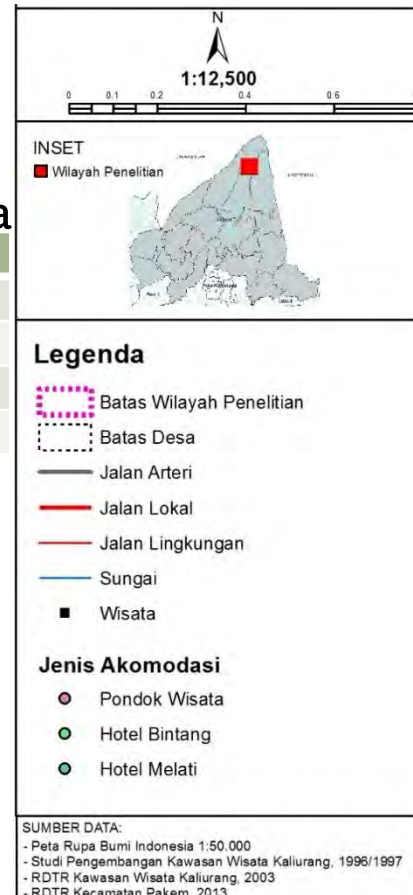 N
1:12,500
0 0.1 0.2 0.4 0.6
INSET
Wilayah Penelitian
a
Legenda
Batas Wilayah Penelitian
Batas Desa
Jalan Arteri
Jalan Lokal
Jalan Lingkungan
Sungai
Wisata
Jenis Akomodasi
Pondok Wisata
Hotel Bintang
Hotel Melati
SUMBER DATA:
- Peta Rupa Bumi Indonesia 1:50.000
- Studi Pengembangan Kawasan Wisata Kaliurang, 1996/1997
- RDTR Kawasan Wisata Kaliurang, 2003
- RDTR Kecamatan Pakem, 2013